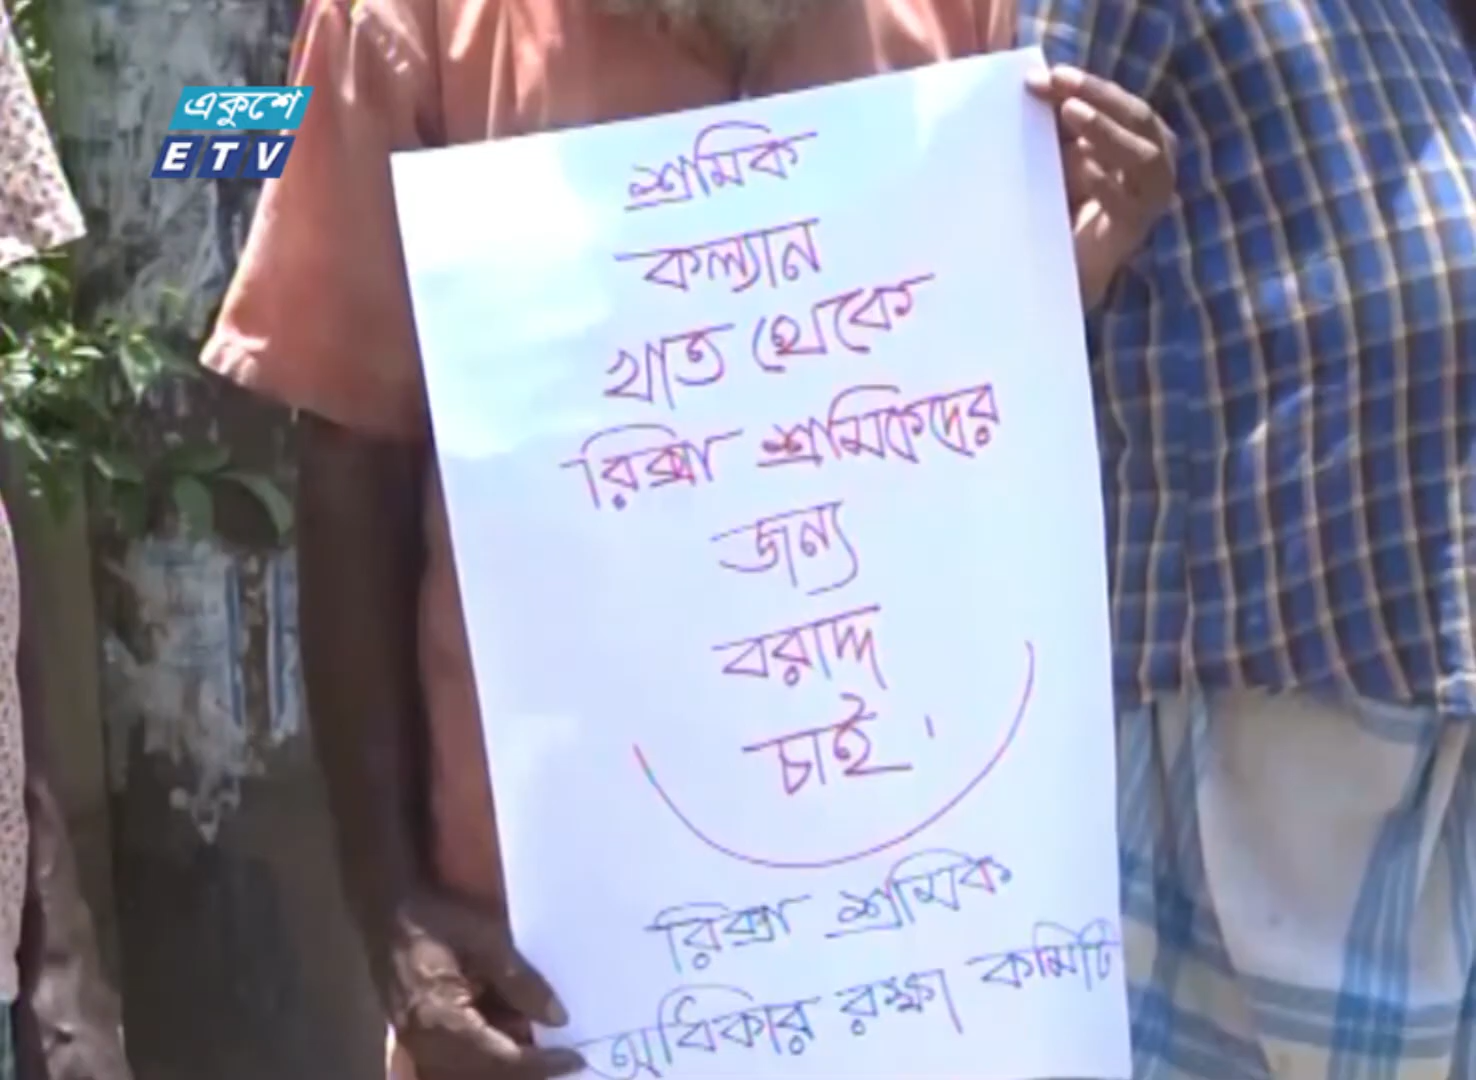 একুশে
ETV
শ্রমিক
কল্যান
খাত থেকে
রিক্সা শ্রমিকদের
জন্য
বরাদ্দ
চাই।
রিক্সা শ্রমিক
অধিকার রক্ষা কমিটি